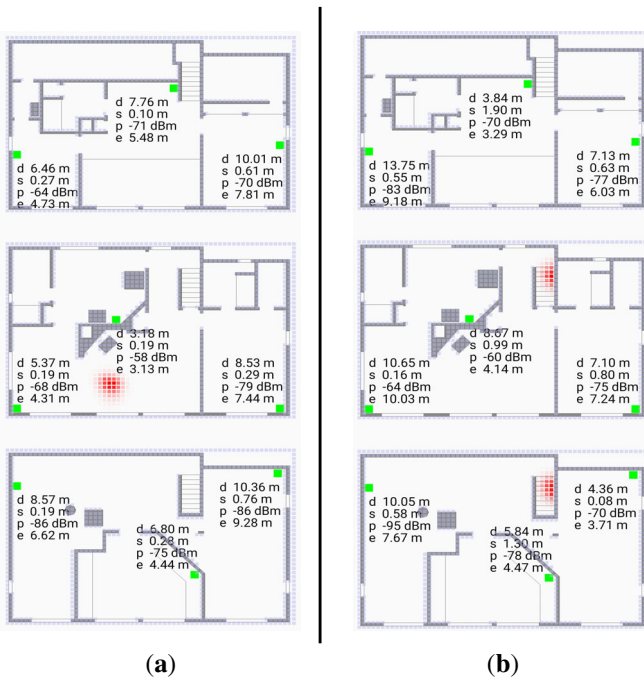 d 7.76 m
s 0.10 m
p -71 dBm
e 5.48 m
d 6.46 m
s 0.27 m
p -64 dBm
e 4.73 m
d 10.01 m
s 0.61 m
p -70 dBm
e 7.81 m
d 3.18 m
s 0.19 m
p -58 dBm
e 3.13 m
d 5.37 m
s 0.19 m
p -68 dBm
e 4.31 m
d 8.53 m
s 0.29 m
p -79 dBm
e 7.44 m
d 8.57 m
s 0.19 m
p -86 dBm
e 6.62 m
d 10.36 m
s 0.76 m
p -86 dBm
e 9.28 m
d 6.80 m
s 0.28 m
p -75 dBm
e 4.44 m
(a)
d 3.84 m
s 1.90 m
p -70 dBm
e 3.29 m
d 13.75 m
s 0.55 m
p -83 dBm
e 9.18 m
d 7.13 m
s 0.63 m
p -77 dBm
e 6.03 m
d 8.67 m
s 0.99 m
p -60 dBm
e 4.14 m
d 10.65 m
s 0.16 m
p -64 dBm
e 10.03 m
d 7.10 m
s 0.80 m
p -75 dBm
e 7.24 m
d 10.05 m
s 0.58 m
p -95 dBm
e 7.67 m
d 4.36 m
s 0.08 m
p -70 dBm
e 3.71 m
d 5.84 m
s 1.30 m
p -78 dBm
e 4.47 m
(b)